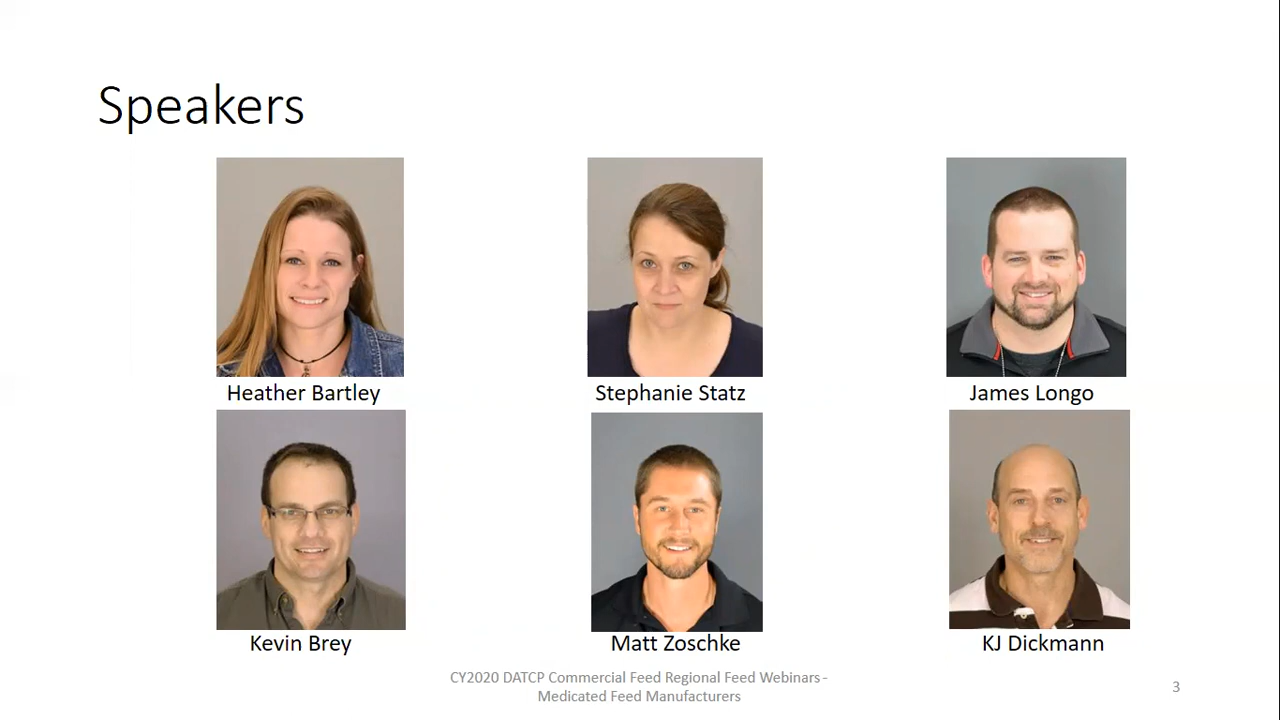 Speakers
Heather Bartley
Stephanie Statz
James Longo
Kevin Brey
Matt Zoschke
KJ Dickmann
CY2020 DATCP Commercial Feed Regional Feed Webinars -
Medicated Feed Manufacturers
3